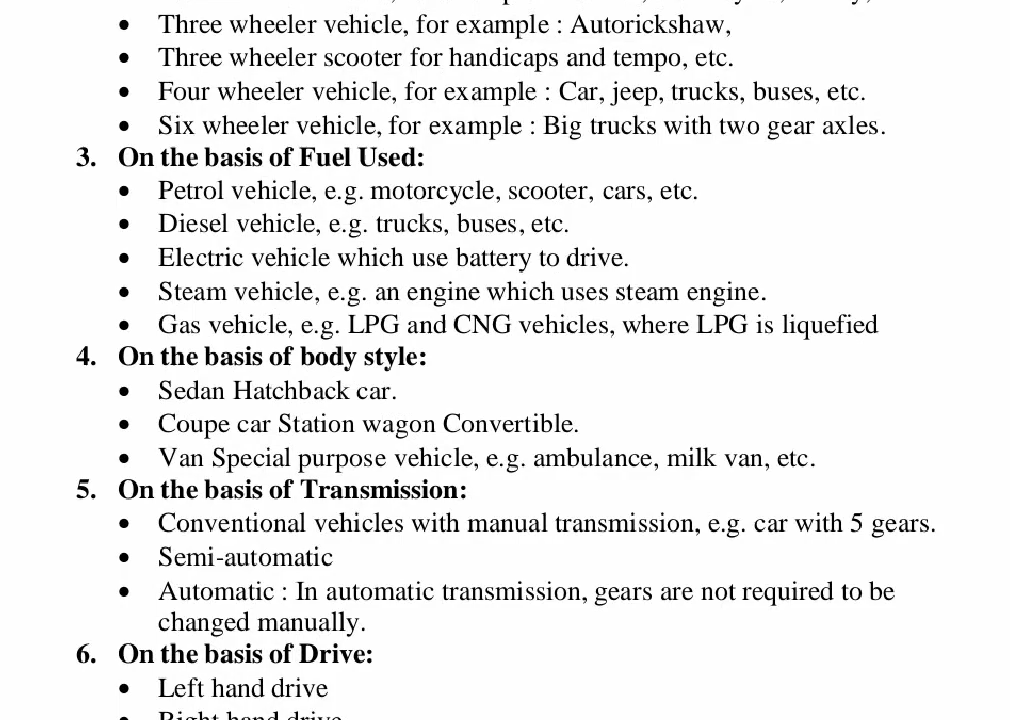 • Three wheeler vehicle, for example : Autorickshaw,
• Three wheeler scooter for handicaps and tempo, etc.
• Four wheeler vehicle, for example : Car, jeep, trucks, buses, etc.
• Six wheeler vehicle, for example : Big trucks with two gear axles.
3. On the basis of Fuel Used:
• Petrol vehicle, e.g. motorcycle, scooter, cars, etc.
• Diesel vehicle, e.g. trucks, buses, etc.
• Electric vehicle which use battery to drive.
• Steam vehicle, e.g. an engine which uses steam engine.
• Gas vehicle, e.g. LPG and CNG vehicles, where LPG is liquefied
4. On the basis of body style:
• Sedan Hatchback car.
• Coupe car Station wagon Convertible.
• Van Special purpose vehicle, e.g. ambulance, milk van, etc.
5. On the basis of Transmission:
• Conventional vehicles with manual transmission, e.g. car with 5 gears.
• Semi-automatic
• Automatic : In automatic transmission, gears are not required to be
changed manually.
6. On the basis of Drive:
• Left hand drive
• Right hand drive